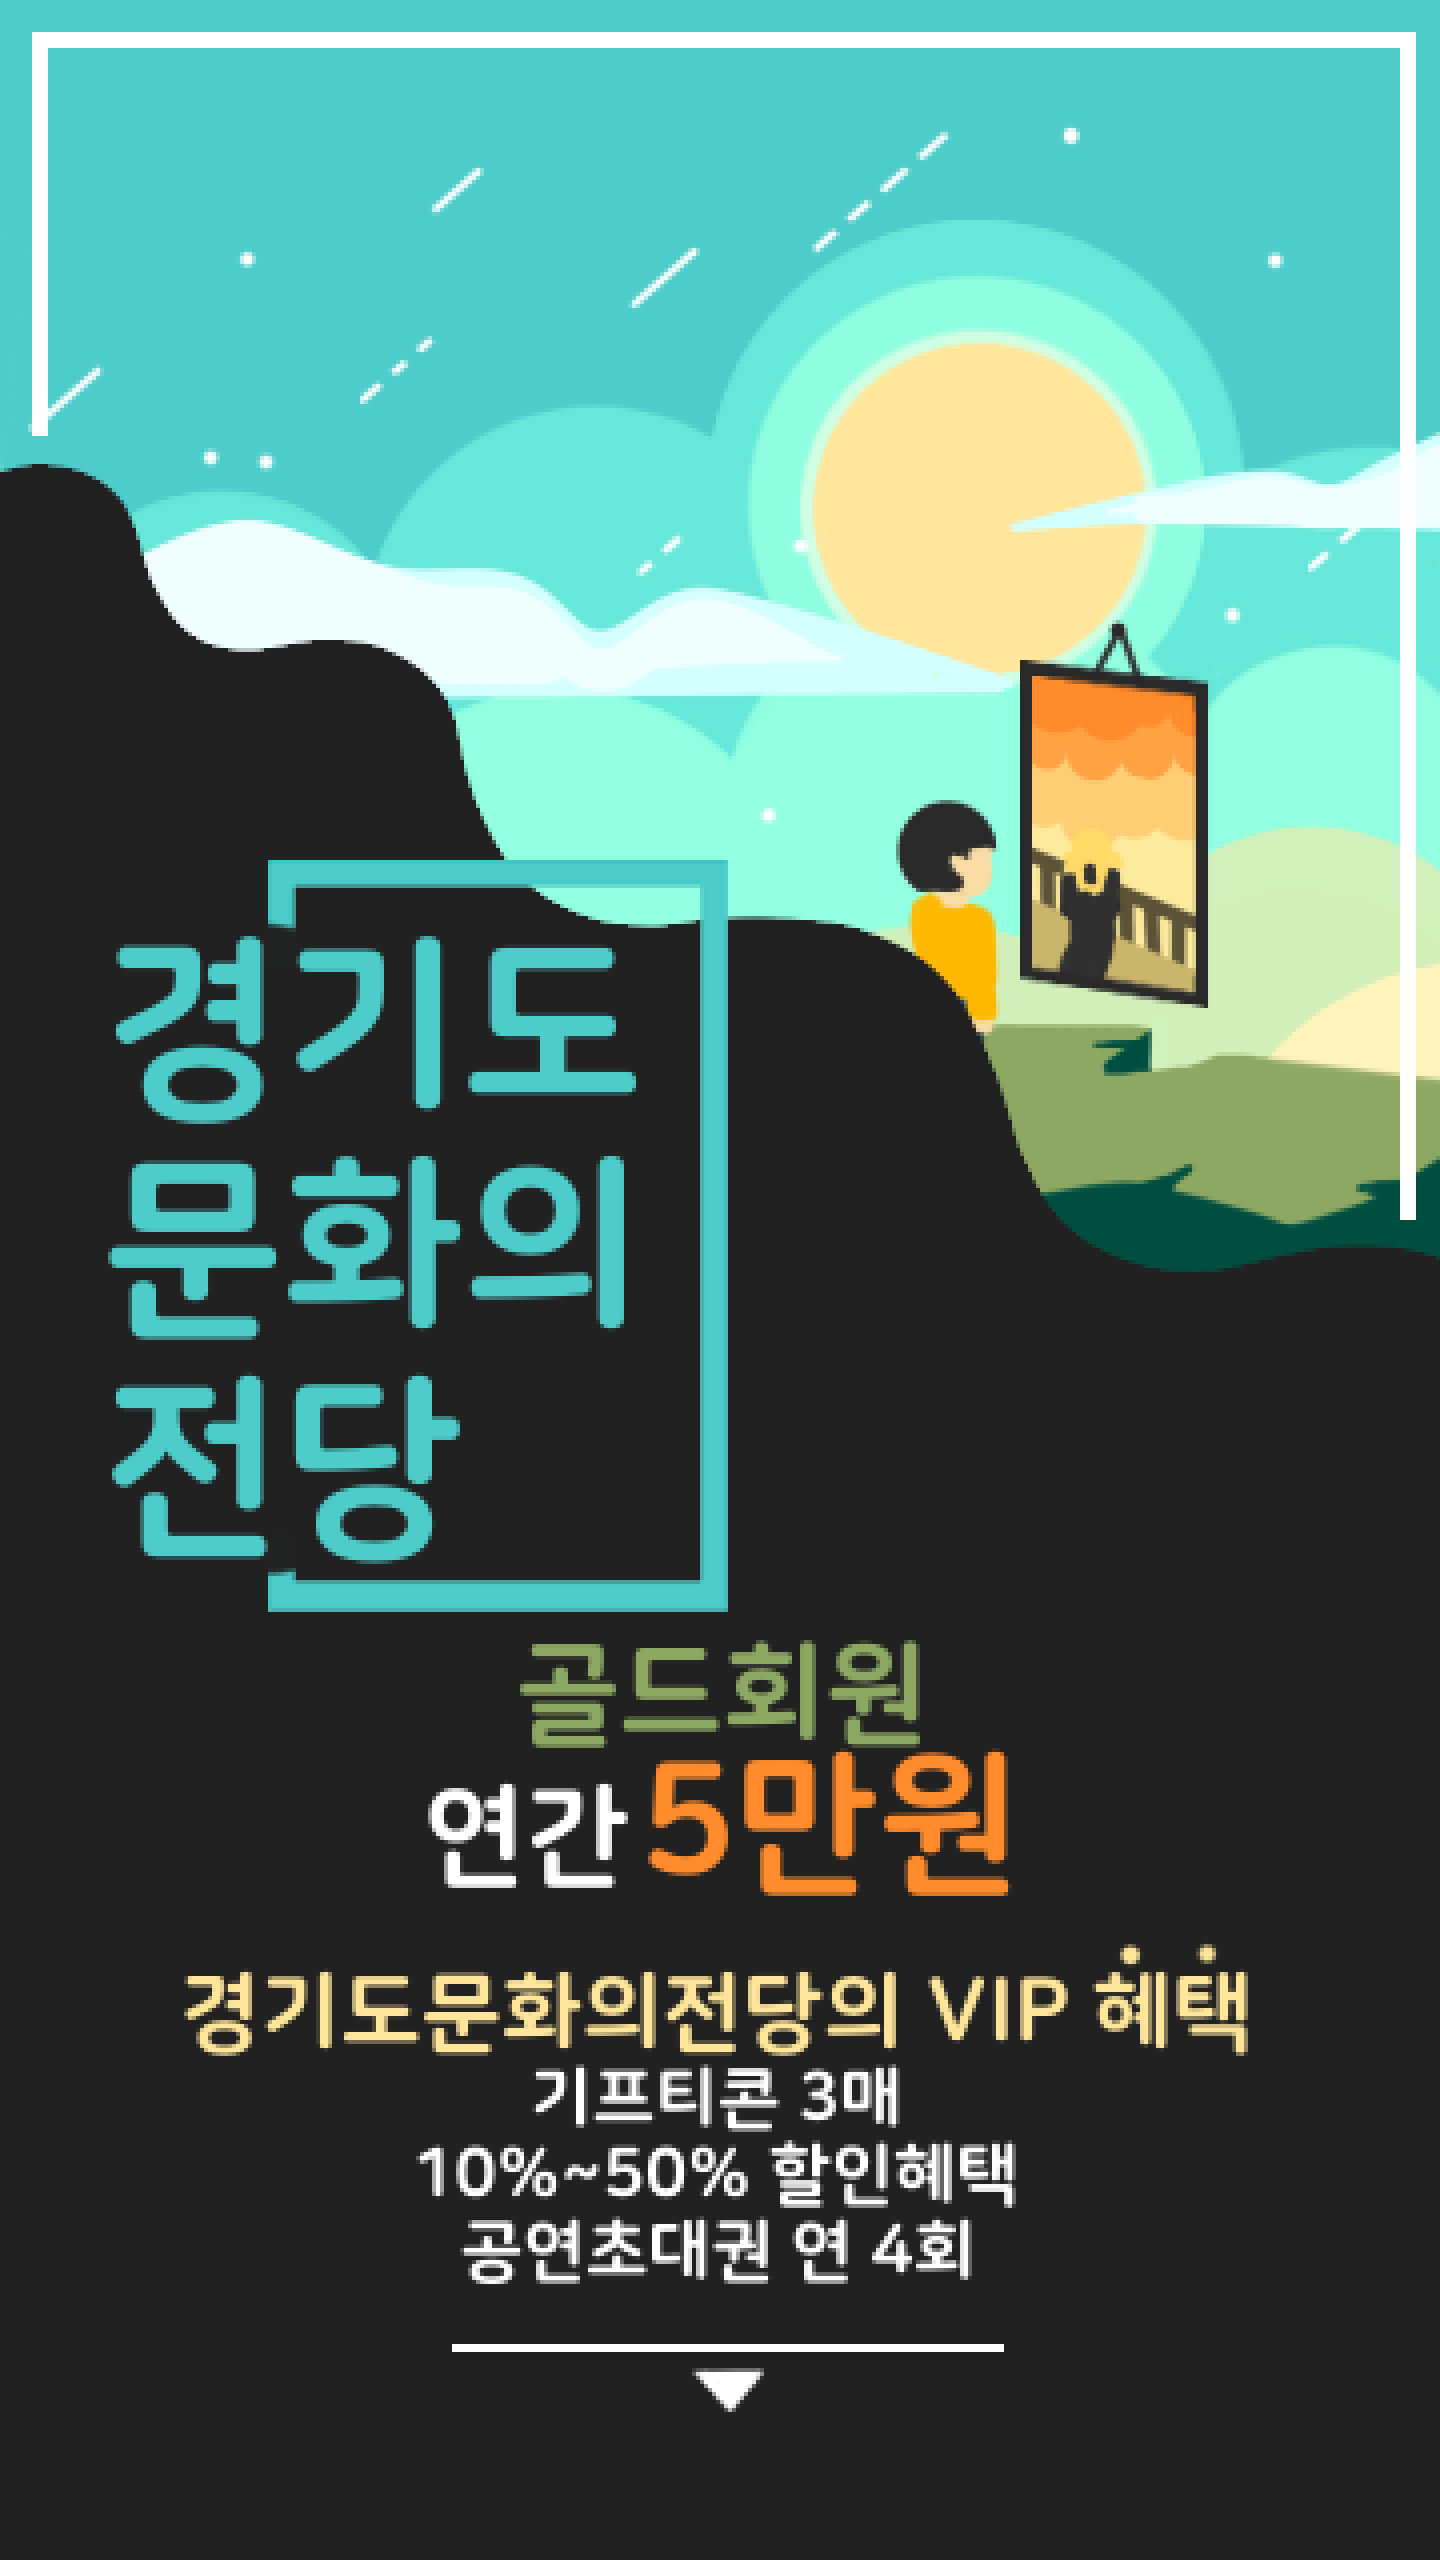 경기도
문화의
전당
골드회원
연간 5만원
경기도문화의전당의 VIP 혜택
기프티콘 3매
10%~50% 할인혜택
공연초대권 연 4회